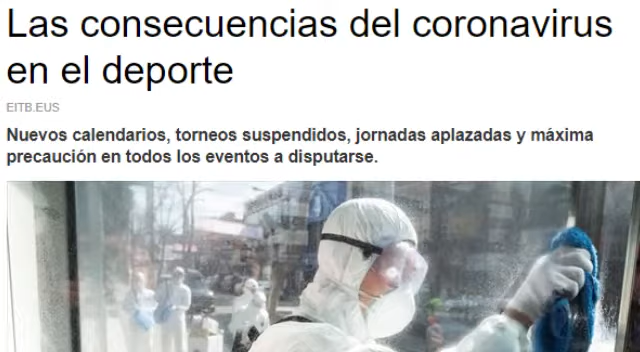 Las consecuencias del coronavirus
en el deporte
EITB.EUS
Nuevos calendarios, torneos suspendidos, jornadas aplazadas y máxima
precaución en todos los eventos a disputarse.